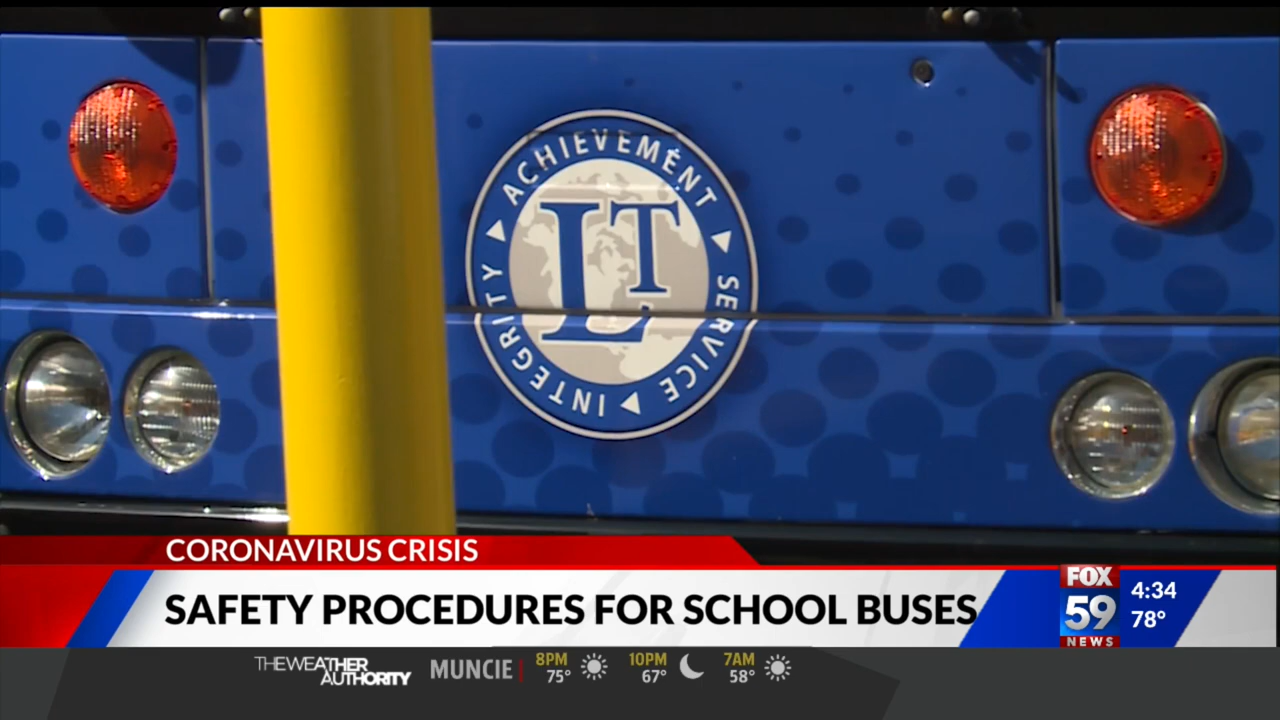 ACHIEVEMENT
SERVICE
INTEGRITY
LT
CORONAVIRUS CRISIS
SAFETY PROCEDURES FOR SCHOOL BUSES
FOX
59
NEWS
4:34
78°
THE WEATHER
AUTHORITY
MUNCIE
8PM
75°
10PM
67°
7AM
58°